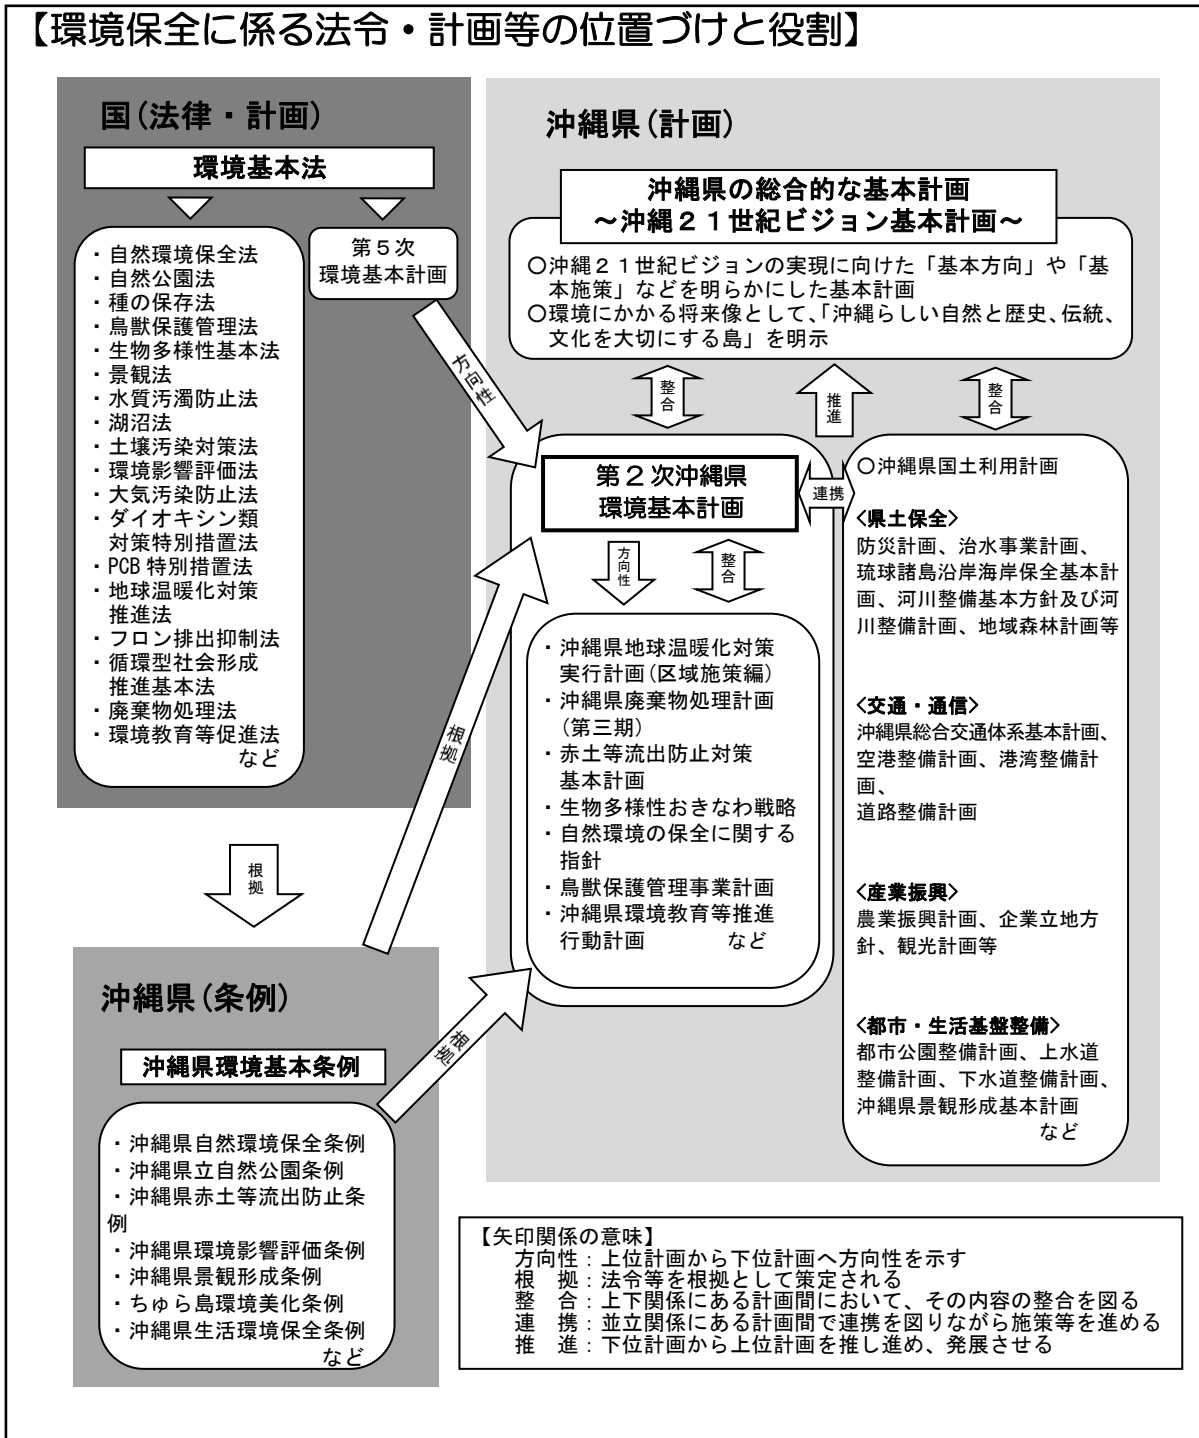 【環境保全に係る法令・計画等の位置づけと役割】
国(法律・計画)
環境基本法
・自然環境保全法
・自然公園法
・種の保存法
・鳥獣保護管理法
・生物多様性基本法
・景観法
・水質汚濁防止法
・湖沼法
・土壌汚染対策法
・環境影響評価法
・大気汚染防止法
・ダイオキシン類
対策特別措置法
・PCB特別措置法
・地球温暖化対策
推進法
・フロン排出抑制法
・循環型社会形成
推進基本法
・廃棄物処理法
・環境教育等促進法
など
第5次
環境基本計画
方向性
根拠
根拠
沖縄県(条例)
沖縄県環境基本条例
・沖縄県自然環境保全条例
・沖縄県立自然公園条例
・沖縄県赤土等流出防止条
例
・沖縄県環境影響評価条例
・沖縄県景観形成条例
・ちゅら島環境美化条例
・沖縄県生活環境保全条例
など
根拠
沖縄県(計画)
沖縄県の総合的な基本計画
~沖縄21世紀ビジョン基本計画~
○沖縄21世紀ビジョンの実現に向けた「基本方向」や「基
本施策」などを明らかにした基本計画
○環境にかかる将来像として、「沖縄らしい自然と歴史、伝統、
文化を大切にする島」を明示
整合
推進
整合
第2次沖縄県
環境基本計画
連携
方向性
整合
・沖縄県地球温暖化対策
実行計画(区域施策編)
・沖縄県廃棄物処理計画
(第三期)
・赤土等流出防止対策
基本計画
・生物多様性おきなわ戦略
・自然環境の保全に関する
指針
・鳥獣保護管理事業計画
・沖縄県環境教育等推進
行動計画 など
○沖縄県国土利用計画
<県土保全>
防災計画、治水事業計画、
琉球諸島沿岸海岸保全基本計
画、河川整備基本方針及び河
川整備計画、地域森林計画等
<交通・通信>
沖縄県総合交通体系基本計画、
空港整備計画、港湾整備計
画、
道路整備計画
<産業振興>
農業振興計画、企業立地方
針、観光計画等
<都市・生活基盤整備>
都市公園整備計画、上水道
整備計画、下水道整備計画、
沖縄県景観形成基本計画
など
【矢印関係の意味】
方向性:上位計画から下位計画へ方向性を示す
根 拠:法令等を根拠として策定される
整 合:上下関係にある計画間において、その内容の整合を図る
連 携:並立関係にある計画間で連携を図りながら施策等を進める
推 進:下位計画から上位計画を推し進め、発展させる